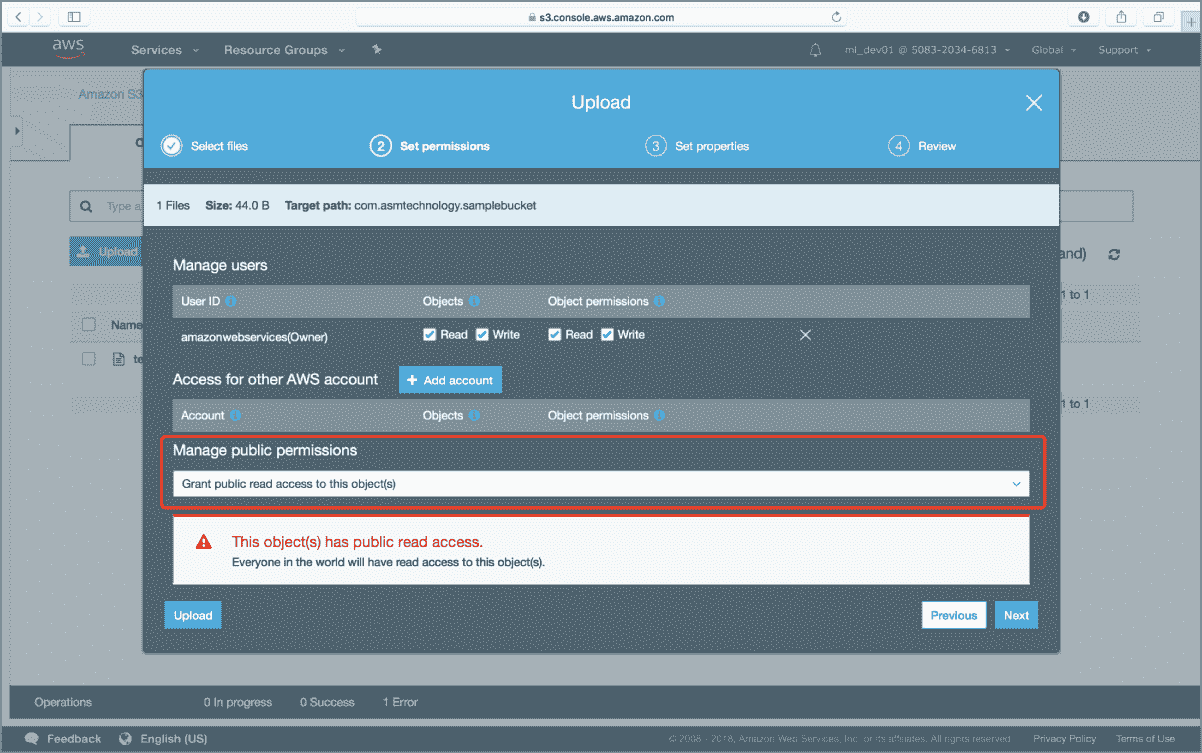 s3.console.aws.amazon.com
aws Services Resource Groups ml_dev01 @ 5083-2034-6813 Global Support
Amazon S3
Upload
Select files 2 Set permissions 3 Set properties 4 Review
Type a
1 Files Size: 44.0 B Target path: com.asmtechnology.samplebucket
Upload
Manage users
User ID Objects Object permissions
1 to 1
Name
amazonwebservices(Owner) Read Write Read Write
te
Access for other AWS account + Add account
1 to 1
Account Objects Object permissions
Manage public permissions
Grant public read access to this object(s)
This object(s) has public read access.
Everyone in the world will have read access to this object(s).
Upload Previous Next
Operations 0 In progress 0 Success 1 Error
Feedback English (US) © 2008 - 2018, Amazon Web Services, Inc. or its affiliates. All rights reserved. Privacy Policy Terms of Use